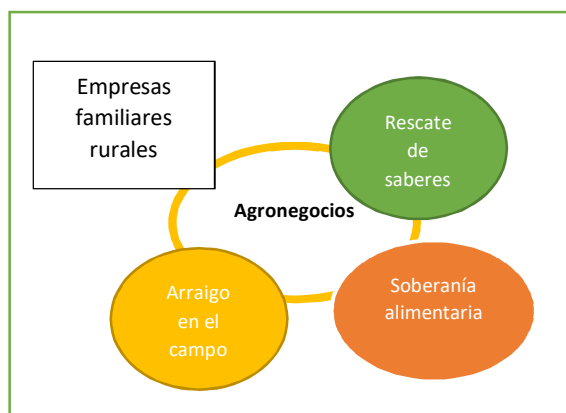 Empresas
familiares
rurales
Rescate
de
saberes
Agronegocios
Arraigo
en el
campo
Soberanía
alimentaria